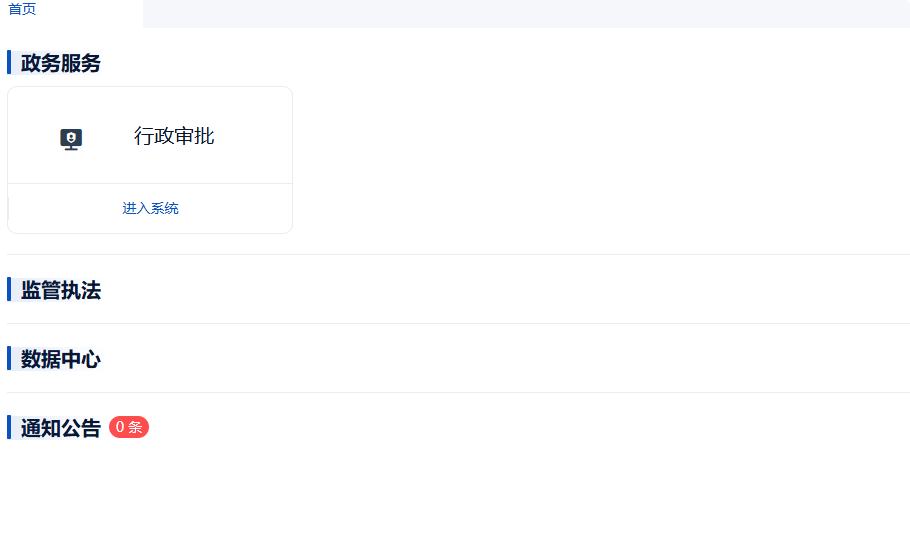 首页
政务服务
行政审批
进入系统
监管执法
数据中心
通知公告 0 条